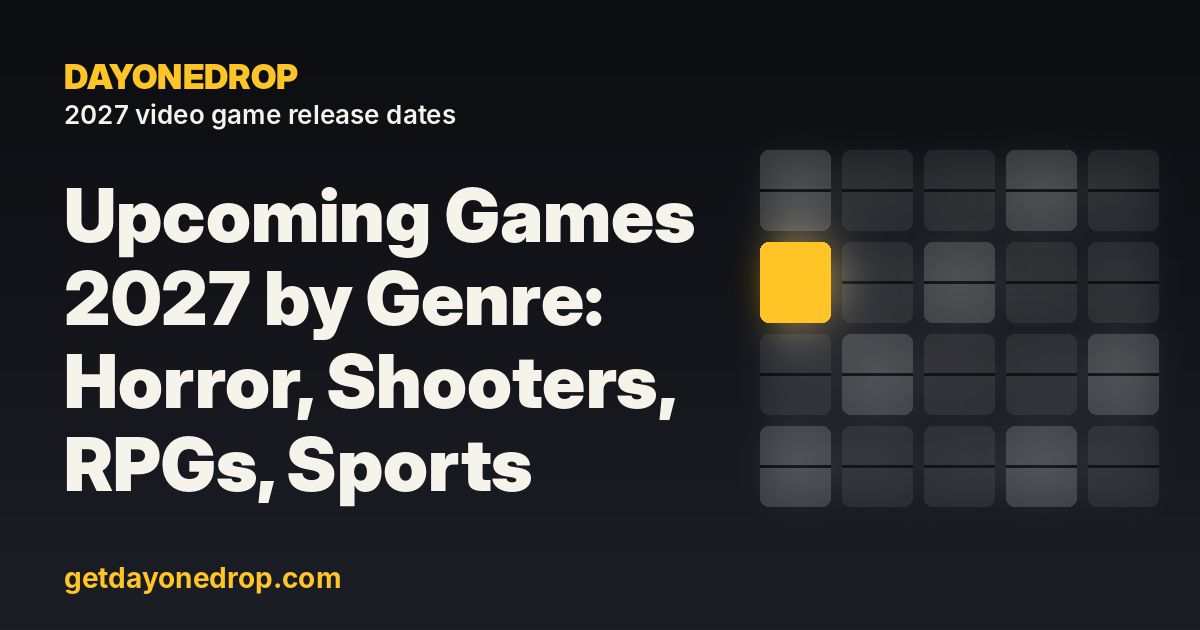 DAYONEDROP
2027 video game release dates
Upcoming Games
2027 by Genre:
Horror, Shooters,
RPGs, Sports
getdayonedrop.com